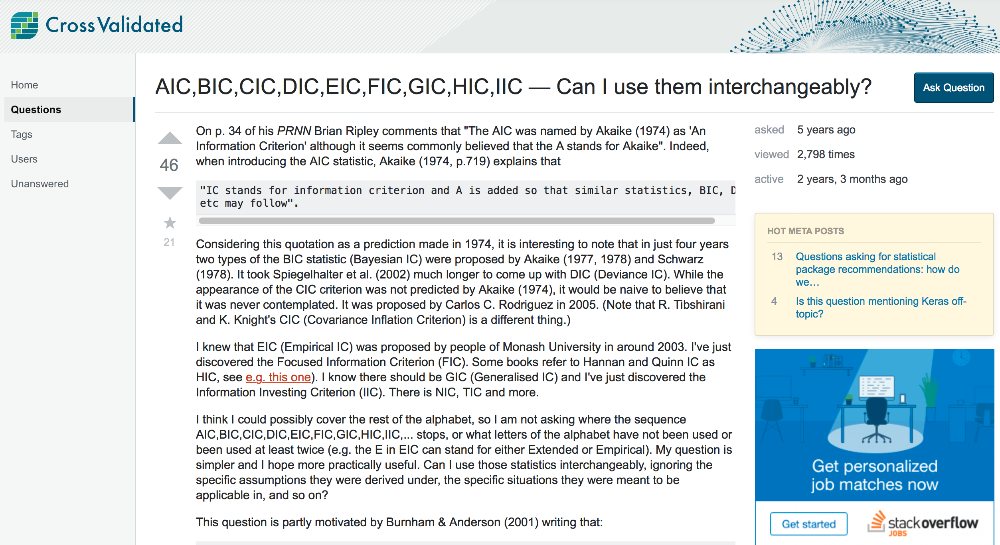 CrossValidated
Home
Questions
Tags
Users
Unanswered
AIC,BIC,CIC,DIC,EIC,FIC,GIC,HIC,IIC — Can I use them interchangeably?
Ask Question
46
21
On p. 34 of his PRNN Brian Ripley comments that "The AIC was named by Akaike (1974) as 'An
Information Criterion' although it seems commonly believed that the A stands for Akaike". Indeed,
when introducing the AIC statistic, Akaike (1974, p.719) explains that
"IC stands for information criterion and A is added so that similar statistics, BIC, D
etc may follow".
Considering this quotation as a prediction made in 1974, it is interesting to note that in just four years
two types of the BIC statistic (Bayesian IC) were proposed by Akaike (1977, 1978) and Schwarz
(1978). It took Spiegelhalter et al. (2002) much longer to come up with DIC (Deviance IC). While the
appearance of the CIC criterion was not predicted by Akaike (1974), it would be naive to believe that
it was never contemplated. It was proposed by Carlos C. Rodriguez in 2005. (Note that R. Tibshirani
and K. Knight's CIC (Covariance Inflation Criterion) is a different thing.)
I knew that EIC (Empirical IC) was proposed by people of Monash University in around 2003. I've just
discovered the Focused Information Criterion (FIC). Some books refer to Hannan and Quinn IC as
HIC, see e.g. this one). I know there should be GIC (Generalised IC) and I've just discovered the
Information Investing Criterion (IIC). There is NIC, TIC and more.
I think I could possibly cover the rest of the alphabet, so I am not asking where the sequence
AIC,BIC,CIC,DIC,EIC,FIC,GIC,HIC,IIC,... stops, or what letters of the alphabet have not been used or
been used at least twice (e.g. the E in EIC can stand for either Extended or Empirical). My question is
simpler and I hope more practically useful. Can I use those statistics interchangeably, ignoring the
specific assumptions they were derived under, the specific situations they were meant to be
applicable in, and so on?
This question is partly motivated by Burnham & Anderson (2001) writing that:
asked 5 years ago
viewed 2,798 times
active 2 years, 3 months ago
HOT META POSTS
13 Questions asking for statistical
package recommendations: how do
we…
4 Is this question mentioning Keras off-
topic?
Get personalized
job matches now
Get started
stackoverflow
JOBS